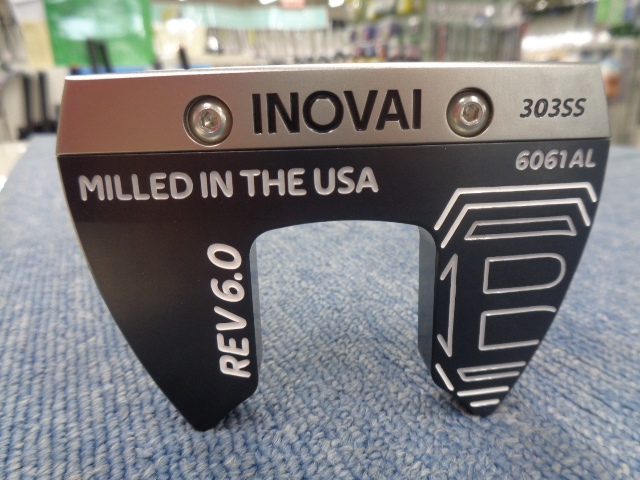 INOVAI
303SS
6061AL
MILLED IN THE USA
REV 6.0